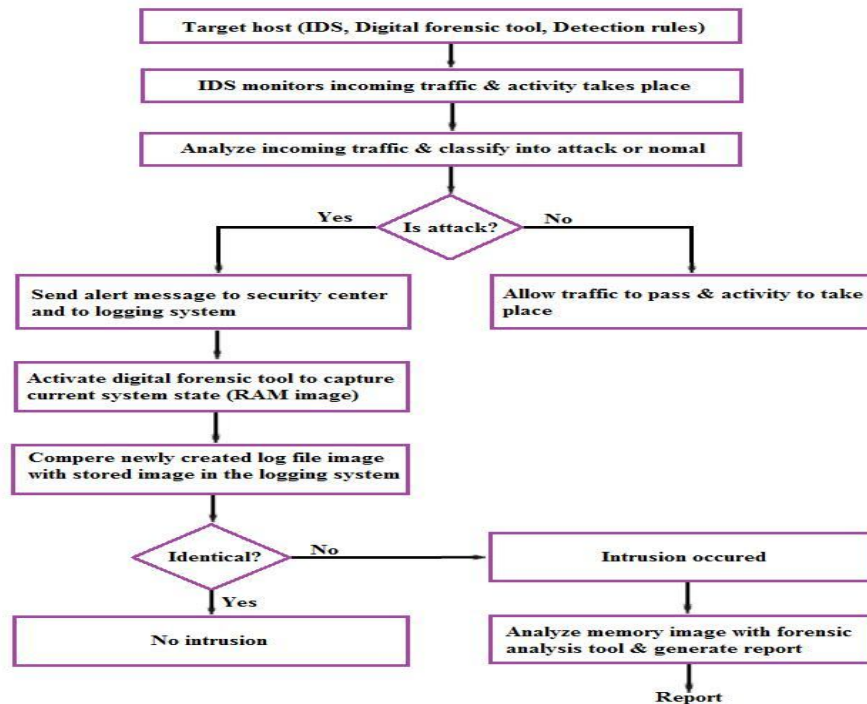 Target host (IDS, Digital forensic tool, Detection rules)
IDS monitors incoming traffic & activity takes place
Analyze incoming traffic & classify into attack or nomal
Is attack?
Yes
No
Send alert message to security center
and to logging system
Allow traffic to pass & activity to take
place
Activate digital forensic tool to capture
current system state (RAM image)
Compere newly created log file image
with stored image in the logging system
Identical?
No
Yes
Intrusion occured
No intrusion
Analyze memory image with forensic
analysis tool & generate report
Report